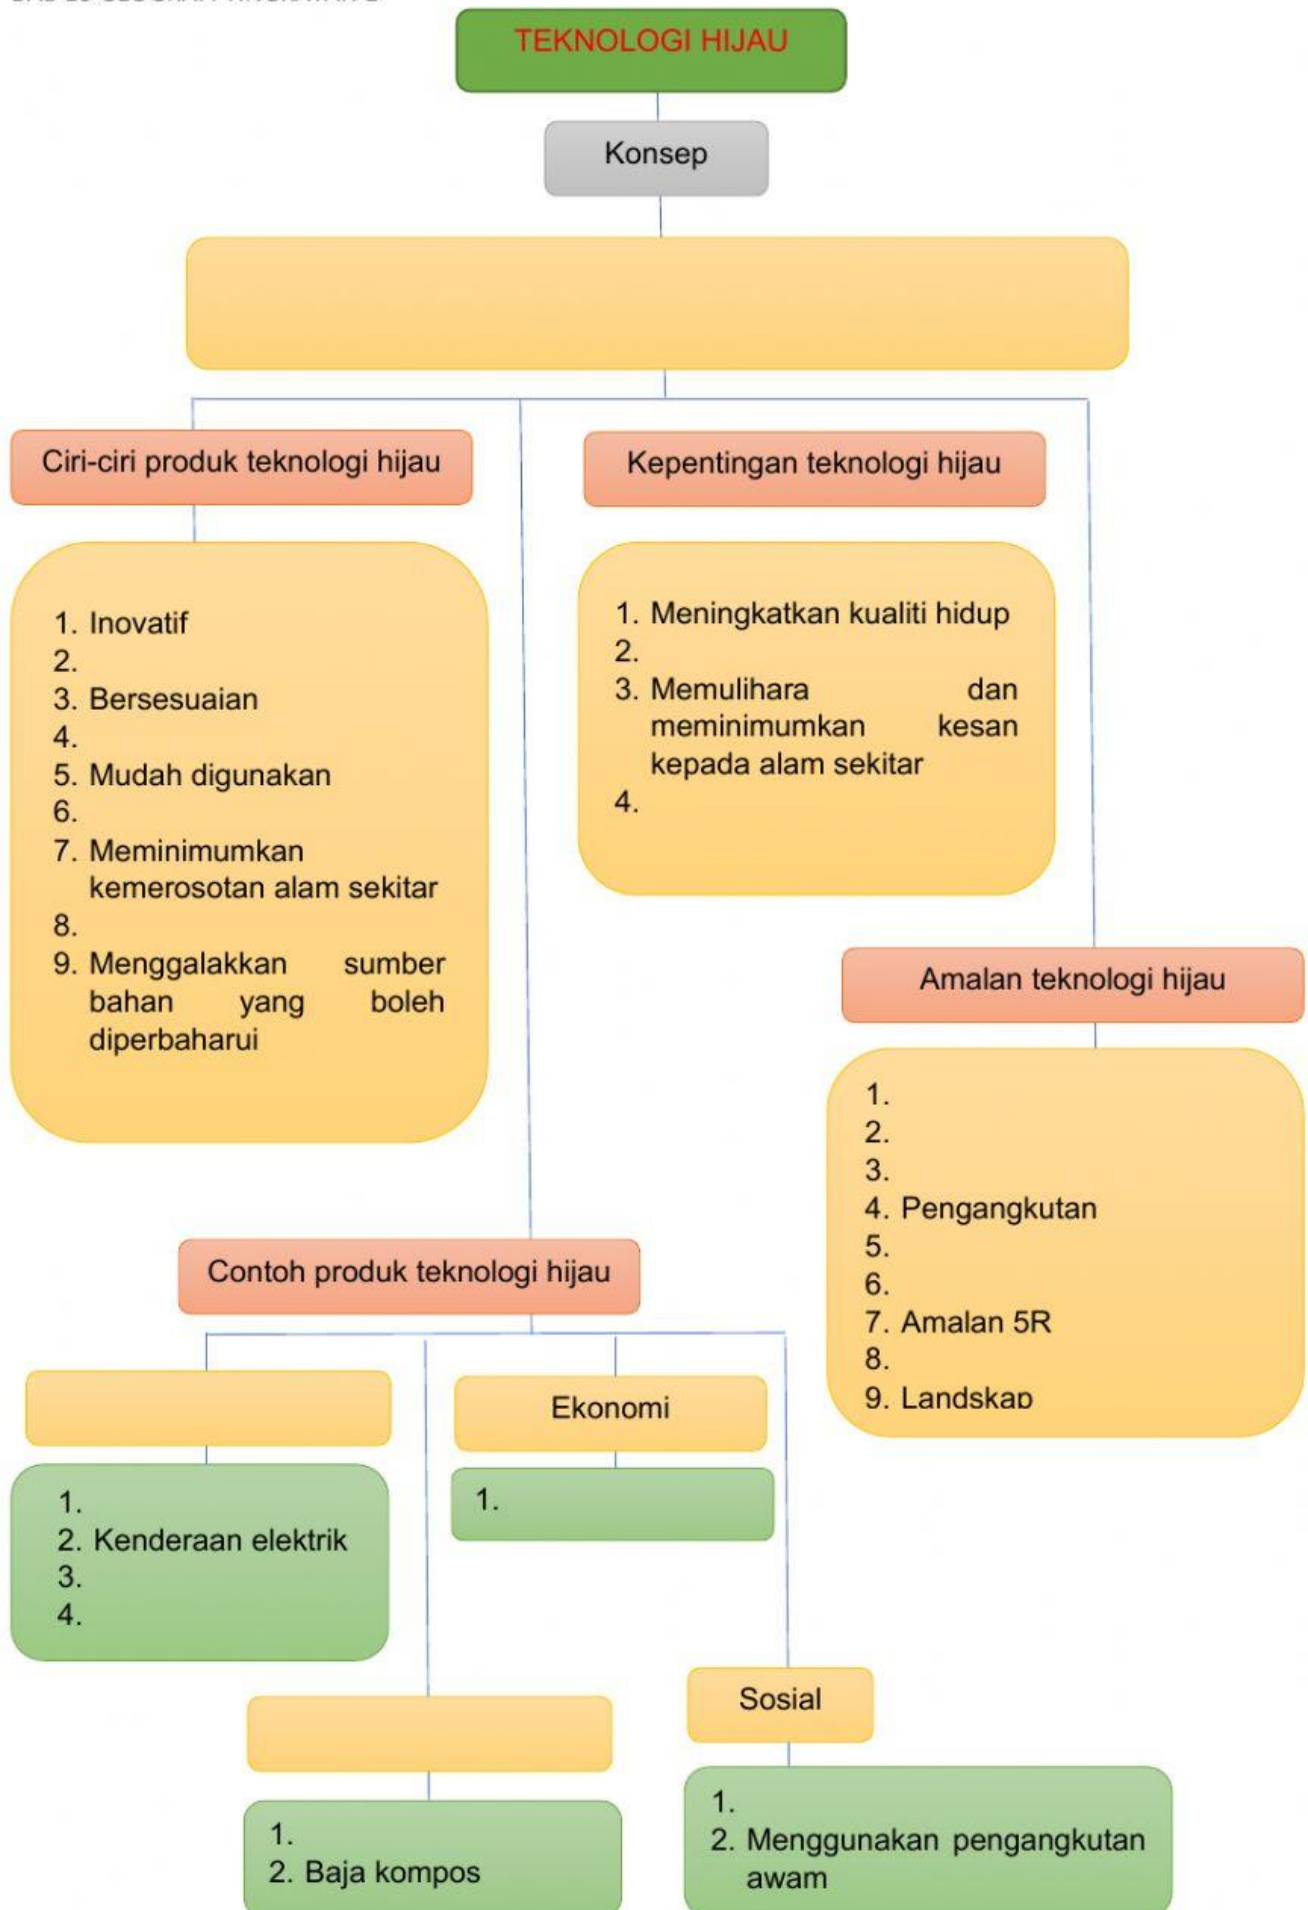 TEKNOLOGI HIJAU
Konsep
Ciri-ciri produk teknologi hijau
1. Inovatif
2.
3. Bersesuaian
4.
5. Mudah digunakan
6.
7. Meminimumkan
kemerosotan alam sekitar
8.
9. Menggalakkan sumber
bahan yang boleh
diperbaharui
Kepentingan teknologi hijau
1. Meningkatkan kualiti hidup
2.
3. Memulihara dan
meminimumkan kesan
kepada alam sekitar
4.
Amalan teknologi hijau
1.
2.
3.
4. Pengangkutan
5.
6.
7. Amalan 5R
8.
9. Landskap
Contoh produk teknologi hijau
1.
2. Kenderaan elektrik
3.
4.
Ekonomi
1.
1.
2. Baja kompos
Sosial
1.
2. Menggunakan pengangkutan
awam